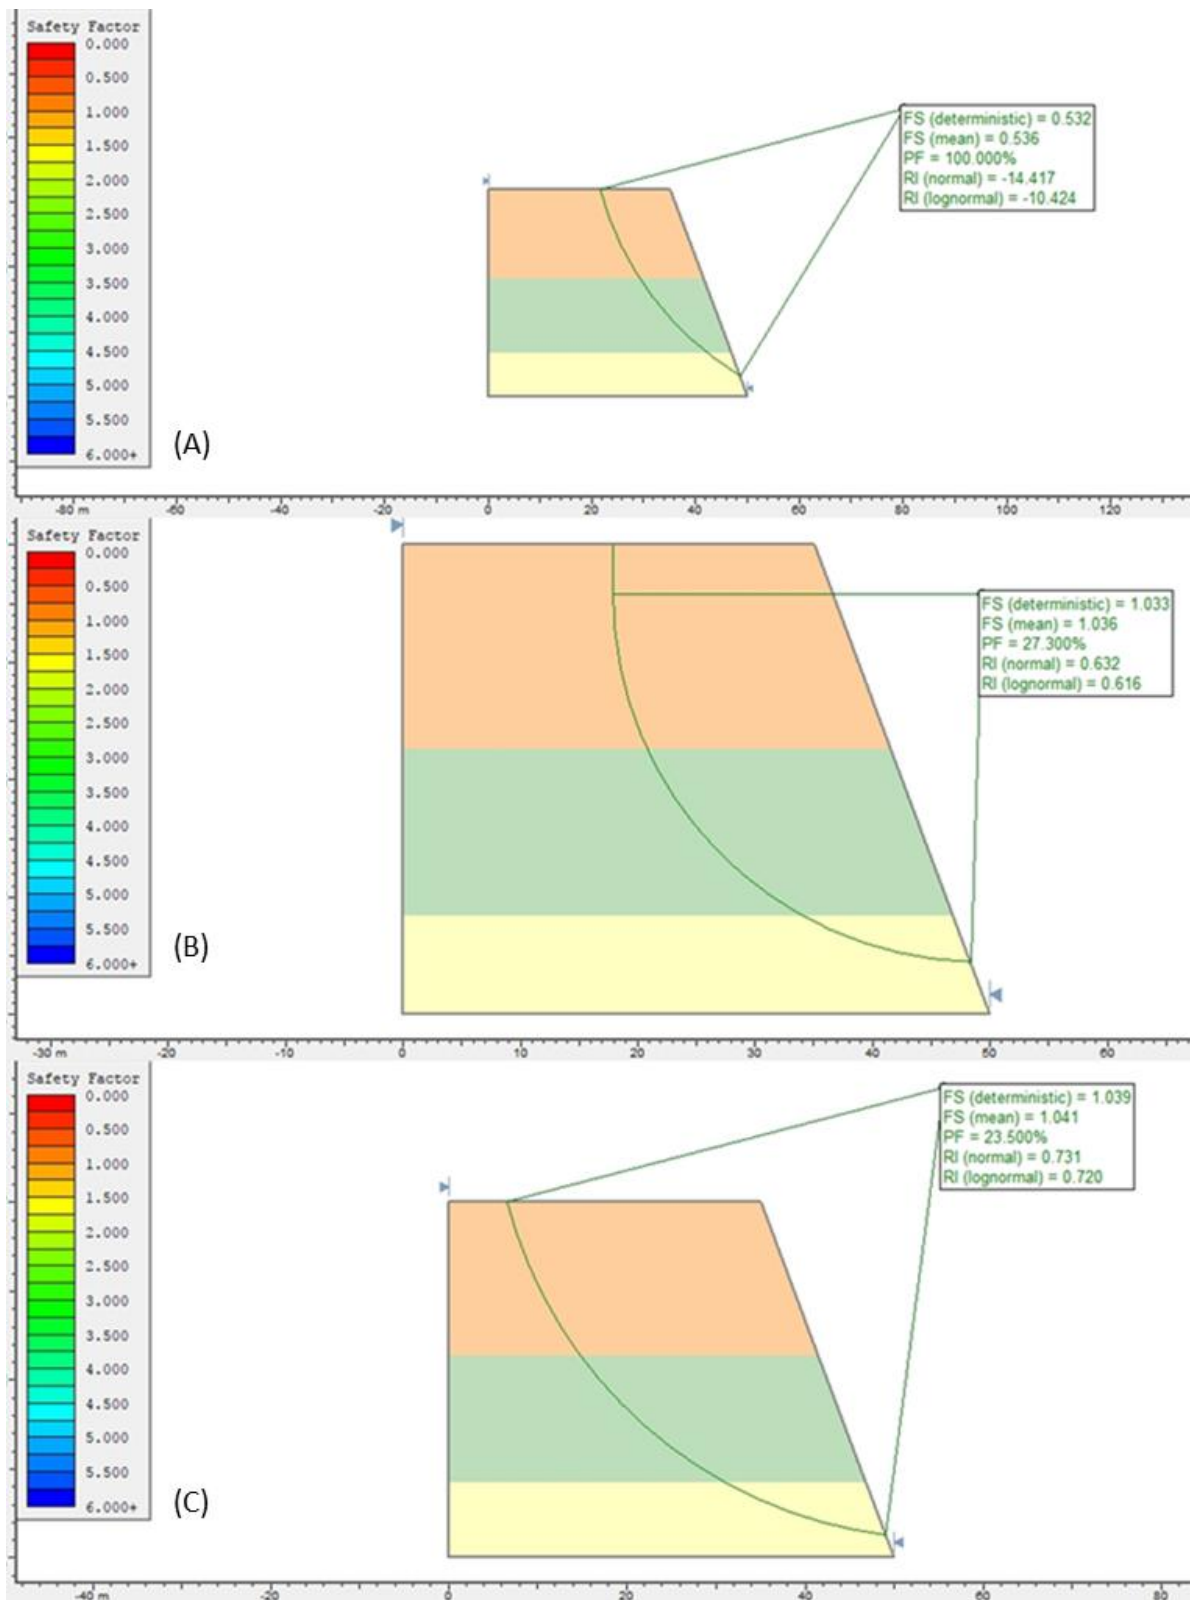 Safety Factor
0.000
0.500
1.000
1.500
2.000
2.500
3.000
3.500
4.000
4.500
5.000
5.500
6.000+
FS (deterministic) = 0.532
FS (mean) = 0.536
PF = 100.000%
RI (normal) = -14.417
RI (lognormal) = -10.424
(A)
-80 m -60 -40 -20 0 20 40 60 80 100 120
Safety Factor
0.000
0.500
1.000
1.500
2.000
2.500
3.000
3.500
4.000
4.500
5.000
5.500
6.000+
FS (deterministic) = 1.033
FS (mean) = 1.036
PF = 27.300%
RI (normal) = 0.632
RI (lognormal) = 0.616
(B)
-30 m -20 -10 0 10 20 30 40 50 60
Safety Factor
0.000
0.500
1.000
1.500
2.000
2.500
3.000
3.500
4.000
4.500
5.000
5.500
6.000+
FS (deterministic) = 1.039
FS (mean) = 1.041
PF = 23.500%
RI (normal) = 0.731
RI (lognormal) = 0.720
(C)
-40 m -20 0 20 40 60 80